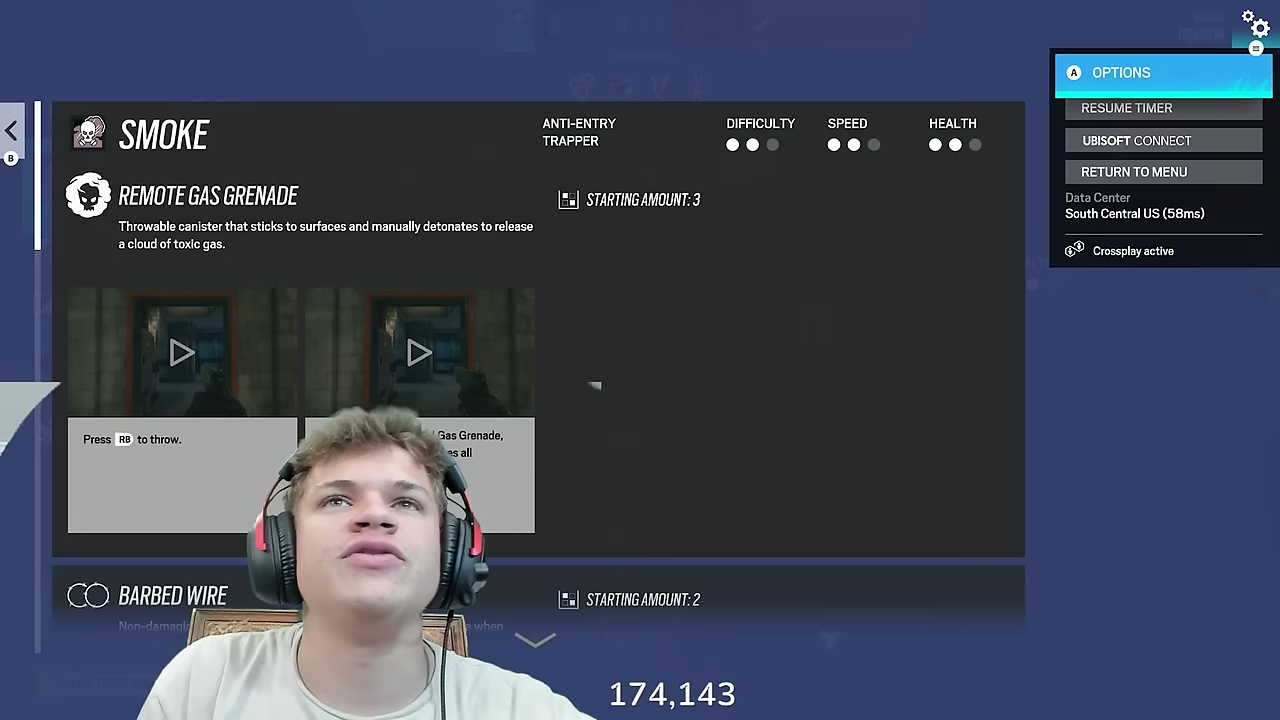 A OPTIONS
RESUME TIMER
UBISOFT CONNECT
RETURN TO MENU
Data Center
South Central US (58ms)
Crossplay active
B
SMOKE
ANTI-ENTRY
TRAPPER
DIFFICULTY
SPEED
HEALTH
REMOTE GAS GRENADE
STARTING AMOUNT: 3
Throwable canister that sticks to surfaces and manually detonates to release
a cloud of toxic gas.
Press RB to throw.
Gas Grenade,
all
BARBED WIRE
STARTING AMOUNT: 2
when
174,143